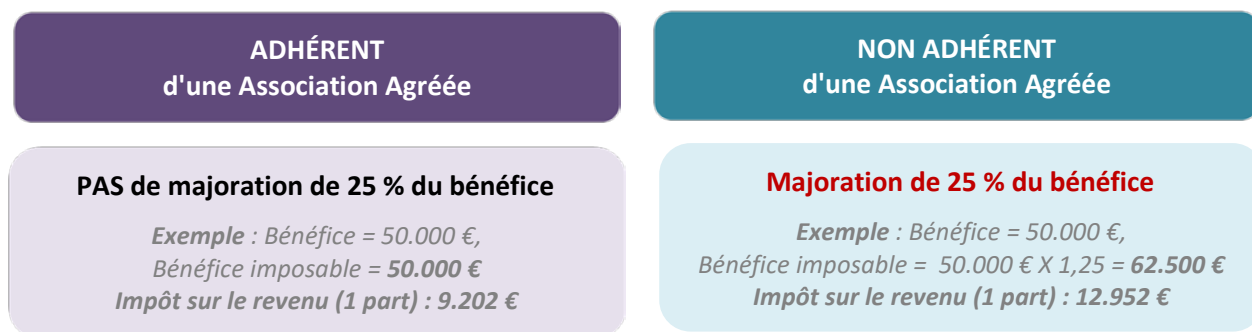 ADHÉRENT
d'une Association Agréée
PAS de majoration de 25 % du bénéfice
Exemple : Bénéfice = 50.000 €,
Bénéfice imposable = 50.000 €
Impôt sur le revenu (1 part) : 9.202 €
NON ADHÉRENT
d'une Association Agréée
Majoration de 25 % du bénéfice
Exemple : Bénéfice = 50.000 €,
Bénéfice imposable = 50.000 € X 1,25 = 62.500 €
Impôt sur le revenu (1 part) : 12.952 €